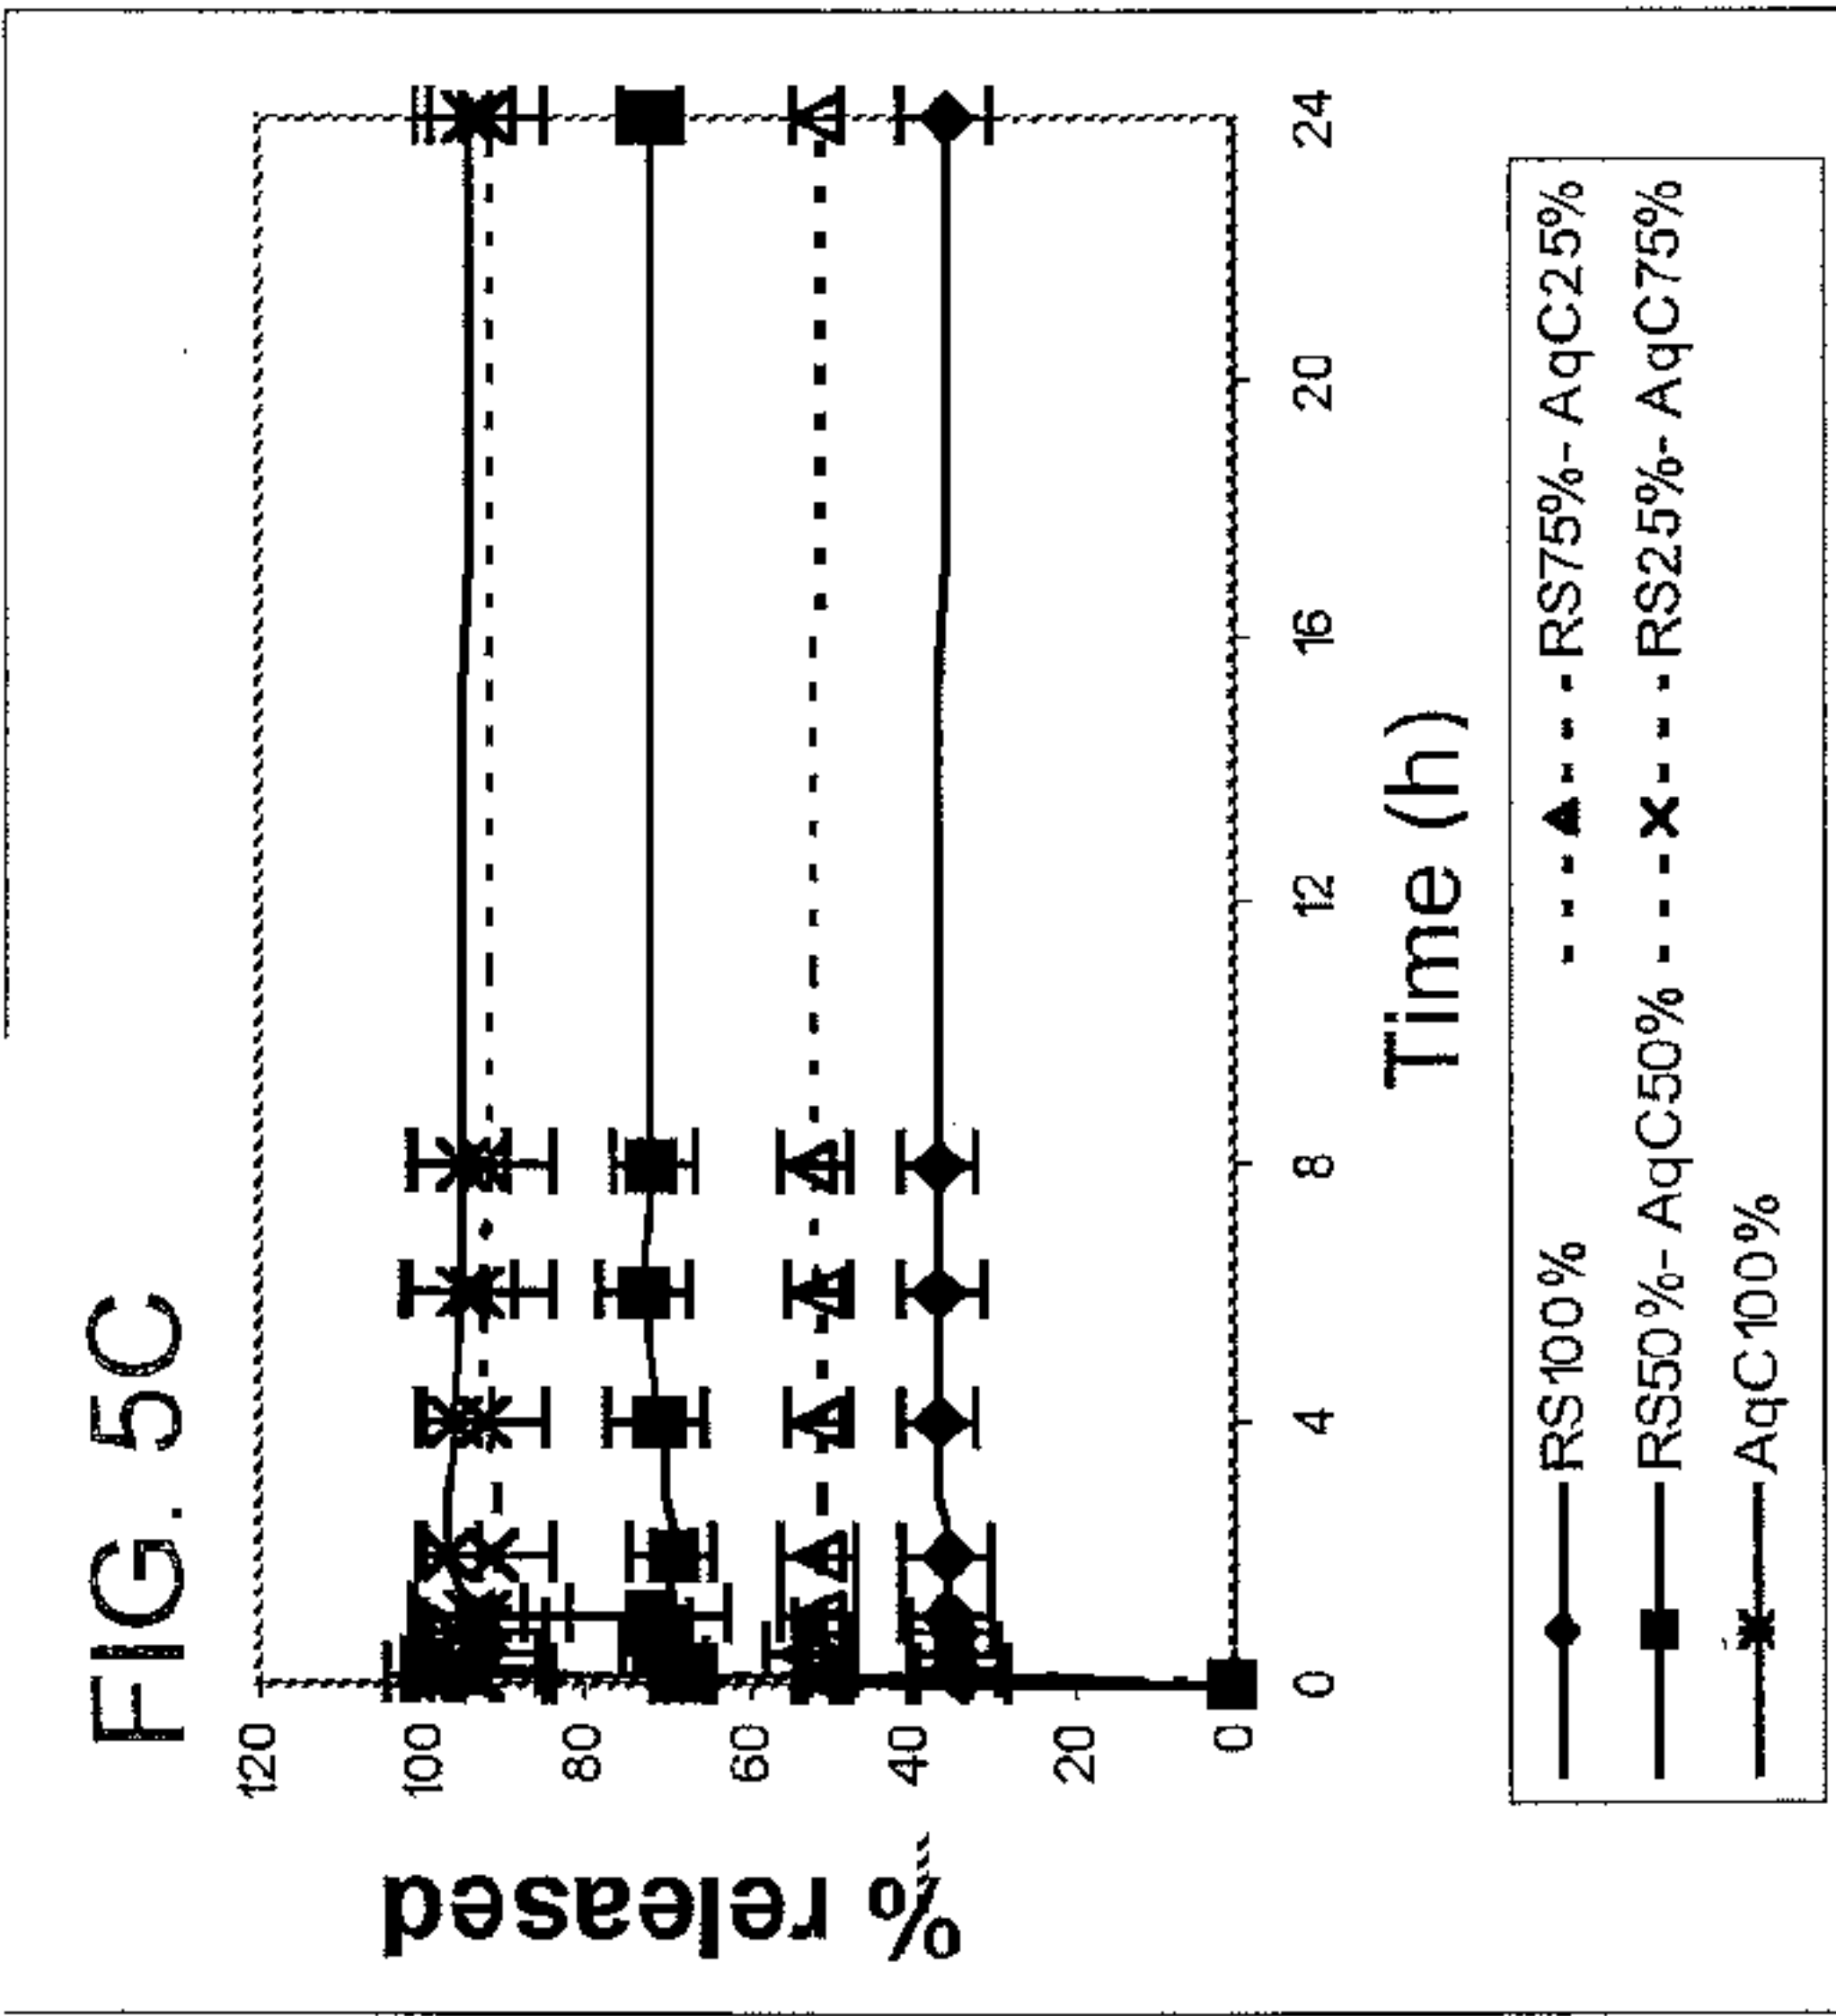 FIG. 5C
% released
120
100
80
60
40
20
0
0 4 8 12 16 20 24
Time (h)
RS100% RS75%- AqC25%
RS50%- AqC50% RS25%- AqC75%
AqC100%